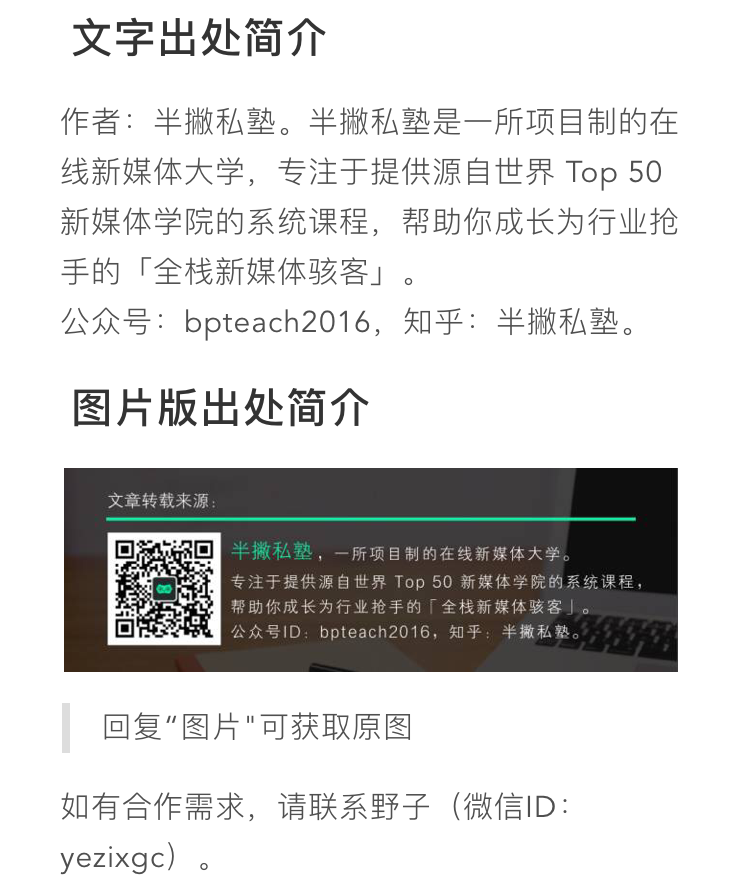 文字出处简介
作者：半撇私塾。半撇私塾是一所项目制的在
线新媒体大学，专注于提供源自世界 Top 50
新媒体学院的系统课程，帮助你成长为行业抢
手的「全栈新媒体骇客」。
公众号：bpteach2016，知乎：半撇私塾。
图片版出处简介
文章转载来源：
半撇私塾，一所项目制的在线新媒体大学。
专注于提供源自世界 Top 50 新媒体学院的系统课程，
帮助你成长为行业抢手的「全栈新媒体骇客」。
公众号ID：bpteach2016，知乎：半撇私塾。
回复“图片"可获取原图
如有合作需求，请联系野子（微信ID：
yezixgc）。